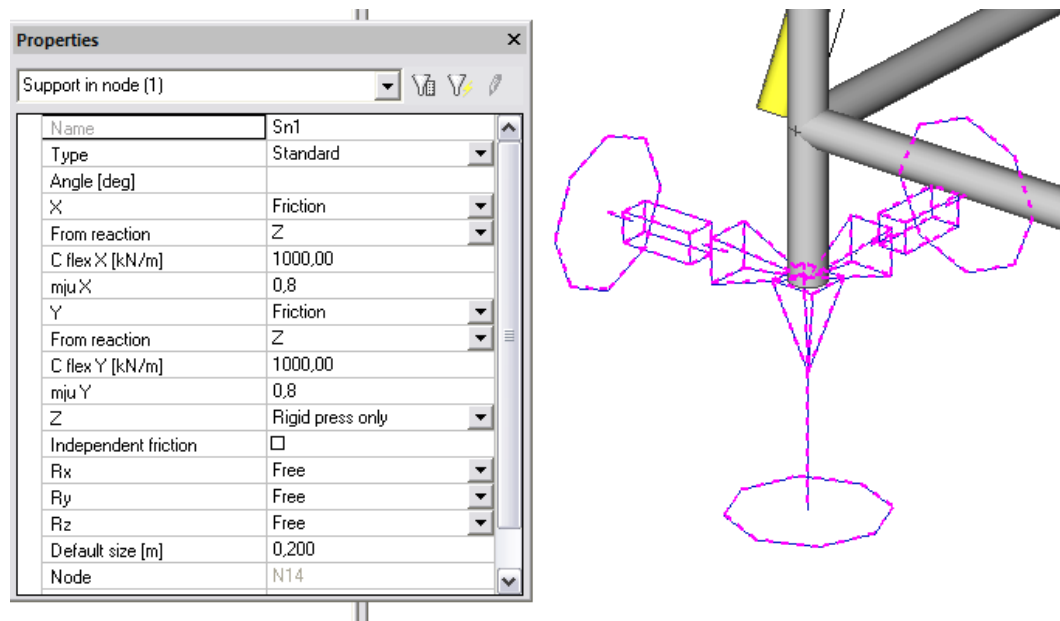 Properties
Support in node (1)
Name Sn1
Type Standard
Angle [deg]
X Friction
From reaction Z
C flex X [kN/m] 1000,00
mju X 0,8
Y Friction
From reaction Z
C flex Y [kN/m] 1000,00
mju Y 0,8
Z Rigid press only
Independent friction
Rx Free
Ry Free
Rz Free
Default size [m] 0,200
Node N14